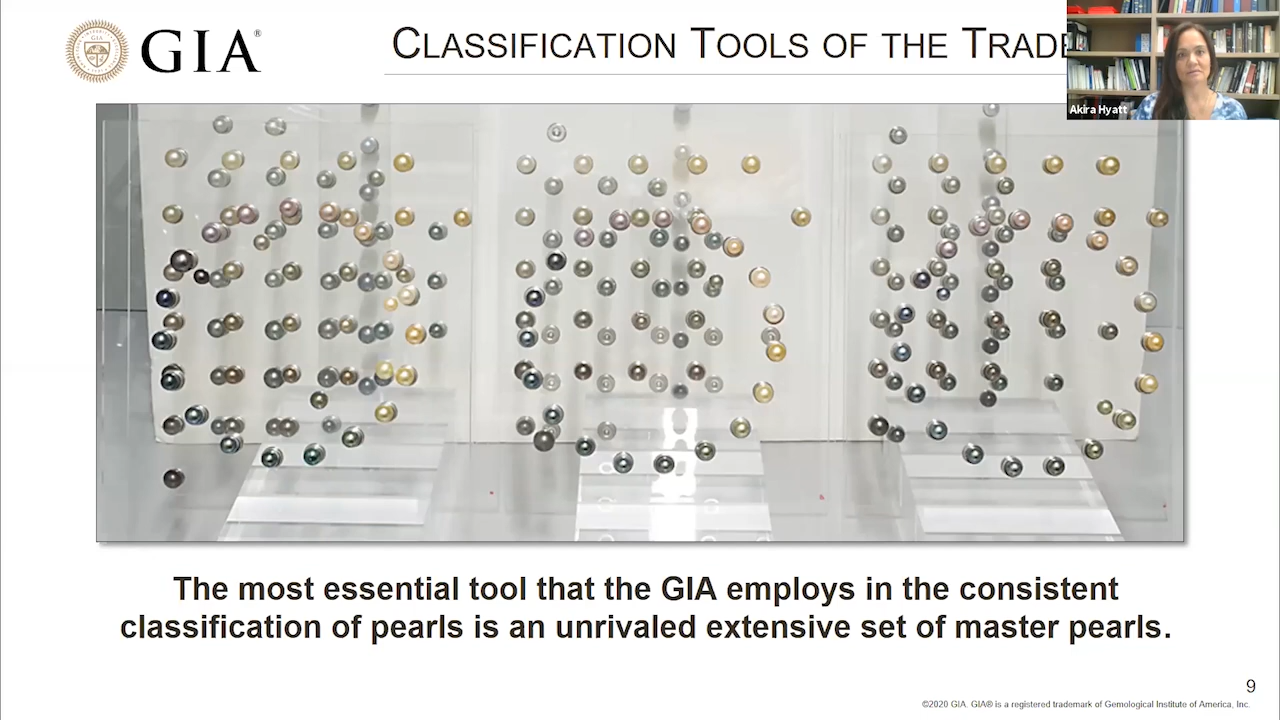 GIA®
CLASSIFICATION TOOLS OF THE TRADE
Akira Hyatt
The most essential tool that the GIA employs in the consistent
classification of pearls is an unrivaled extensive set of master pearls.
9
©2020 GIA. GIA® is a registered trademark of Gemological Institute of America, Inc.